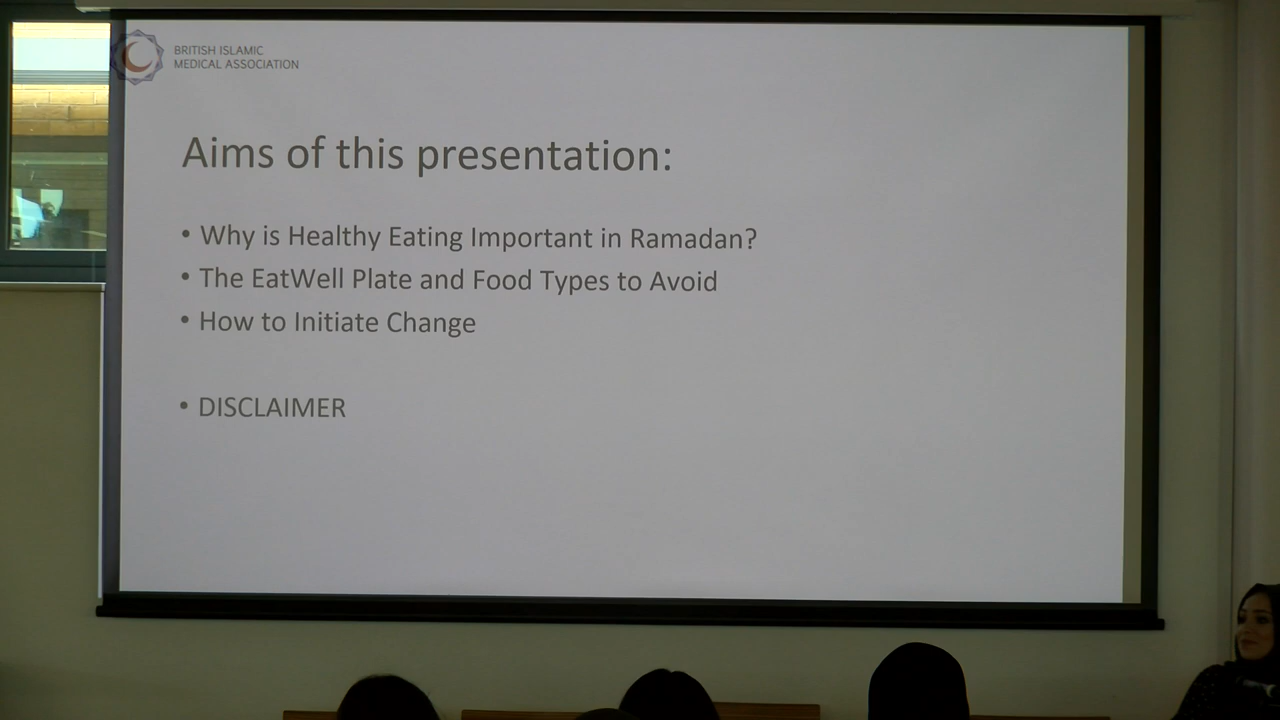 BRITISH ISLAMIC
MEDICAL ASSOCIATION
Aims of this presentation:
• Why is Healthy Eating Important in Ramadan?
• The EatWell Plate and Food Types to Avoid
• How to Initiate Change
• DISCLAIMER